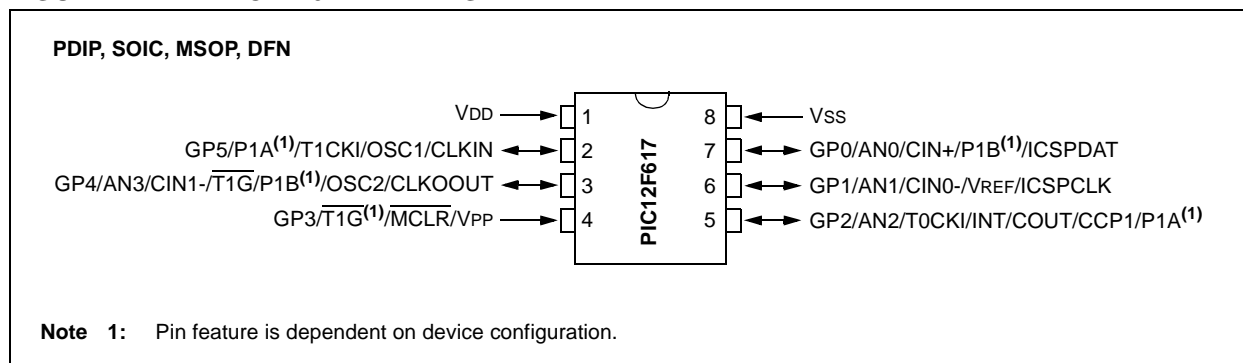 PDIP, SOIC, MSOP, DFN
VDD 1 8 VSS
GP5/P1A(1)/T1CKI/OSC1/CLKIN 2 7 GP0/AN0/CIN+/P1B(1)/ICSPDAT
GP4/AN3/CIN1-/T1G/P1B(1)/OSC2/CLKOOUT 3 6 GP1/AN1/CIN0-/VREF/ICSPCLK
GP3/T1G(1)/MCLR/VPP 4 5 GP2/AN2/T0CKI/INT/COUT/CCP1/P1A(1)
PIC12F617
Note 1: Pin feature is dependent on device configuration.